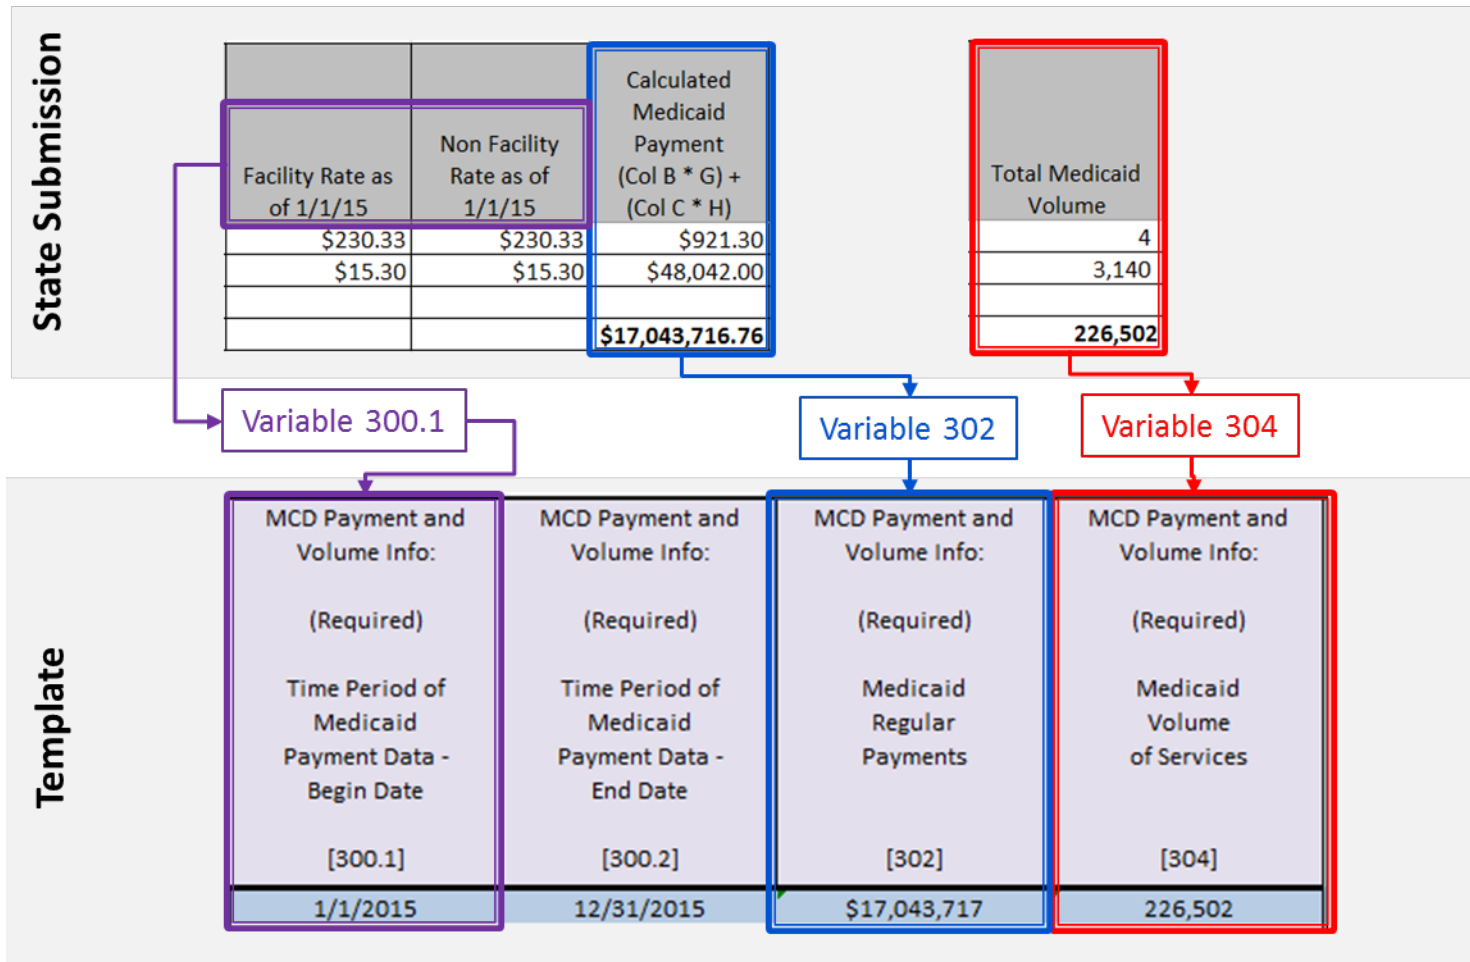 State Submission
Facility Rate as
of 1/1/15
Non Facility
Rate as of
1/1/15
Calculated
Medicaid
Payment
(Col B * G) +
(Col C * H)
Total Medicaid
Volume
$230.33 $230.33 $921.30 4
$15.30 $15.30 $48,042.00 3,140
$17,043,716.76 226,502
Variable 300.1
Variable 302
Variable 304
Template
MCD Payment and
Volume Info:
(Required)
Time Period of
Medicaid
Payment Data -
Begin Date
[300.1]
1/1/2015
MCD Payment and
Volume Info:
(Required)
Time Period of
Medicaid
Payment Data -
End Date
[300.2]
12/31/2015
MCD Payment and
Volume Info:
(Required)
Medicaid
Regular
Payments
[302]
$17,043,717
MCD Payment and
Volume Info:
(Required)
Medicaid
Volume
of Services
[304]
226,502